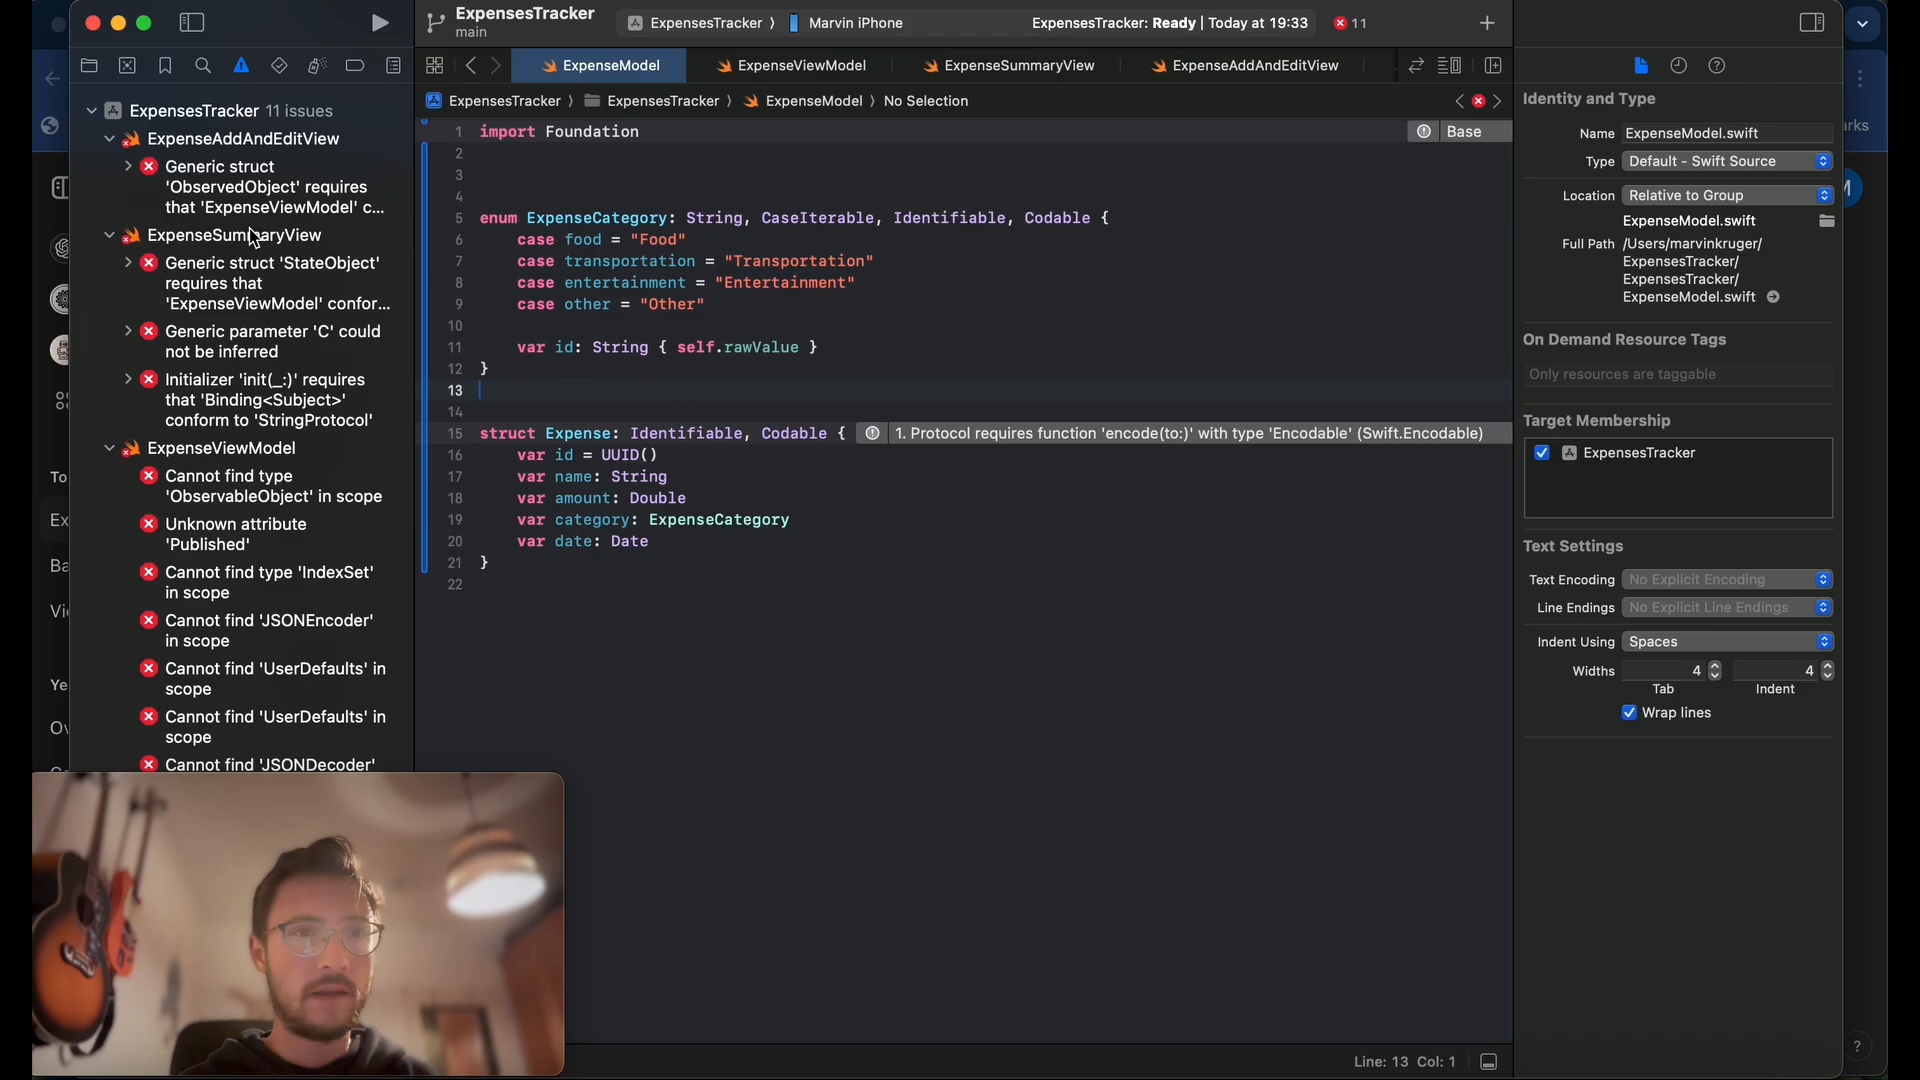 ExpensesTracker
main
ExpensesTracker 〉 Marvin iPhone
ExpensesTracker: Ready | Today at 19:33
11
ExpenseModel
ExpenseViewModel
ExpenseSummaryView
ExpenseAddAndEditView
ExpensesTracker 〉 ExpensesTracker 〉 ExpenseModel 〉 No Selection
ExpensesTracker 11 issues
ExpenseAddAndEditView
Generic struct
'ObservedObject' requires
that 'ExpenseViewModel' c...
ExpenseSummaryView
Generic struct 'StateObject'
requires that
'ExpenseViewModel' confor...
Generic parameter 'C' could
not be inferred
Initializer 'init(_:)' requires
that 'Binding<Subject>'
conform to 'StringProtocol'
ExpenseViewModel
Cannot find type
'ObservableObject' in scope
Unknown attribute
'Published'
Cannot find type 'IndexSet'
in scope
Cannot find 'JSONEncoder'
in scope
Cannot find 'UserDefaults' in
scope
Cannot find 'UserDefaults' in
scope
Cannot find 'JSONDecoder'
1 import Foundation
Base
2
3
4
5 enum ExpenseCategory: String, CaseIterable, Identifiable, Codable {
6 case food = "Food"
7 case transportation = "Transportation"
8 case entertainment = "Entertainment"
9 case other = "Other"
10
11 var id: String { self.rawValue }
12 }
13
14
15 struct Expense: Identifiable, Codable { 1. Protocol requires function 'encode(to:)' with type 'Encodable' (Swift.Encodable)
16 var id = UUID()
17 var name: String
18 var amount: Double
19 var category: ExpenseCategory
20 var date: Date
21 }
22
Line: 13 Col: 1
Identity and Type
Name ExpenseModel.swift
Type Default - Swift Source
Location Relative to Group
ExpenseModel.swift
Full Path /Users/marvinkruger/
ExpensesTracker/
ExpensesTracker/
ExpenseModel.swift
On Demand Resource Tags
Only resources are taggable
Target Membership
ExpensesTracker
Text Settings
Text Encoding No Explicit Encoding
Line Endings No Explicit Line Endings
Indent Using Spaces
Widths 4 4
Tab Indent
Wrap lines
arks
To
Ex
Ba
Vi
Ye
Ov
?